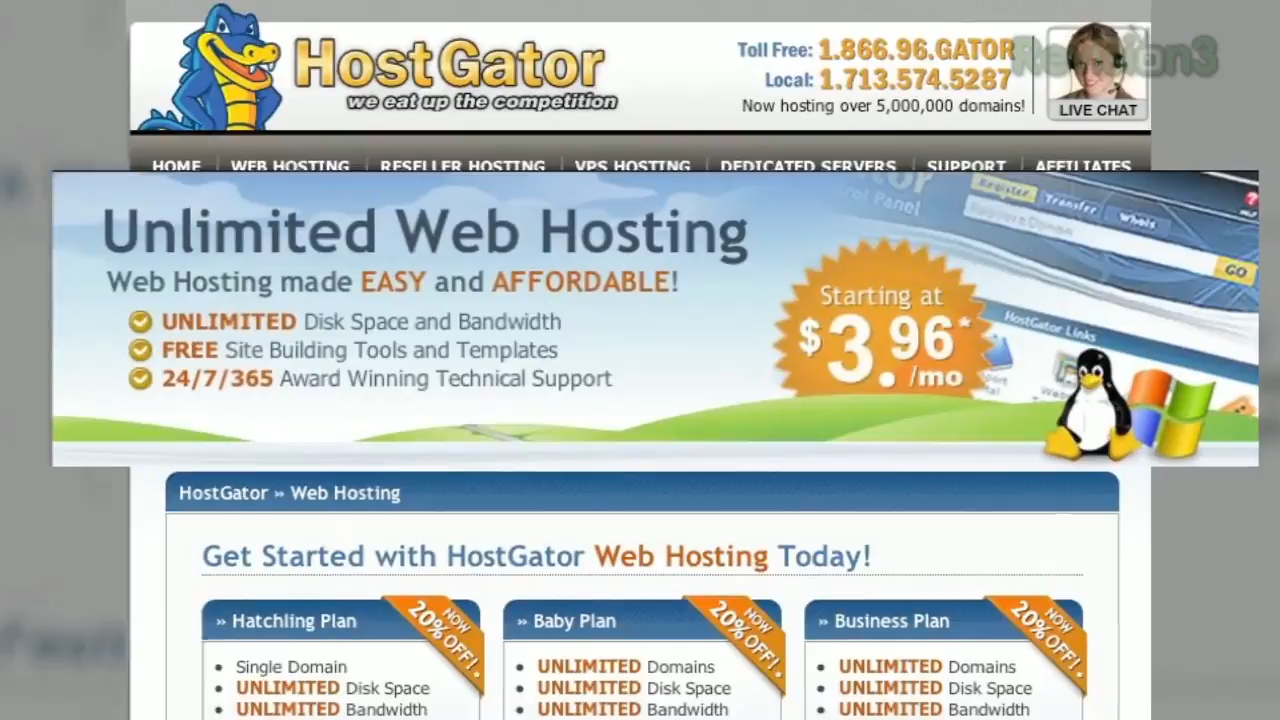 HostGator
we eat up the competition
Toll Free: 1.866.96.GATOR
Local: 1.713.574.5287
Now hosting over 5,000,000 domains!
LIVE CHAT
HOME WEB HOSTING RESELLER HOSTING VPS HOSTING DEDICATED SERVERS SUPPORT AFFILIATES
Unlimited Web Hosting
Web Hosting made EASY and AFFORDABLE!
UNLIMITED Disk Space and Bandwidth
FREE Site Building Tools and Templates
24/7/365 Award Winning Technical Support
Starting at
$3.96*
/mo
Register Transfer Whois
GO
HostGator Links
HostGator » Web Hosting
Get Started with HostGator Web Hosting Today!
» Hatchling Plan
NOW
20% OFF!
Single Domain
UNLIMITED Disk Space
UNLIMITED Bandwidth
» Baby Plan
NOW
20% OFF!
UNLIMITED Domains
UNLIMITED Disk Space
UNLIMITED Bandwidth
» Business Plan
NOW
20% OFF!
UNLIMITED Domains
UNLIMITED Disk Space
UNLIMITED Bandwidth